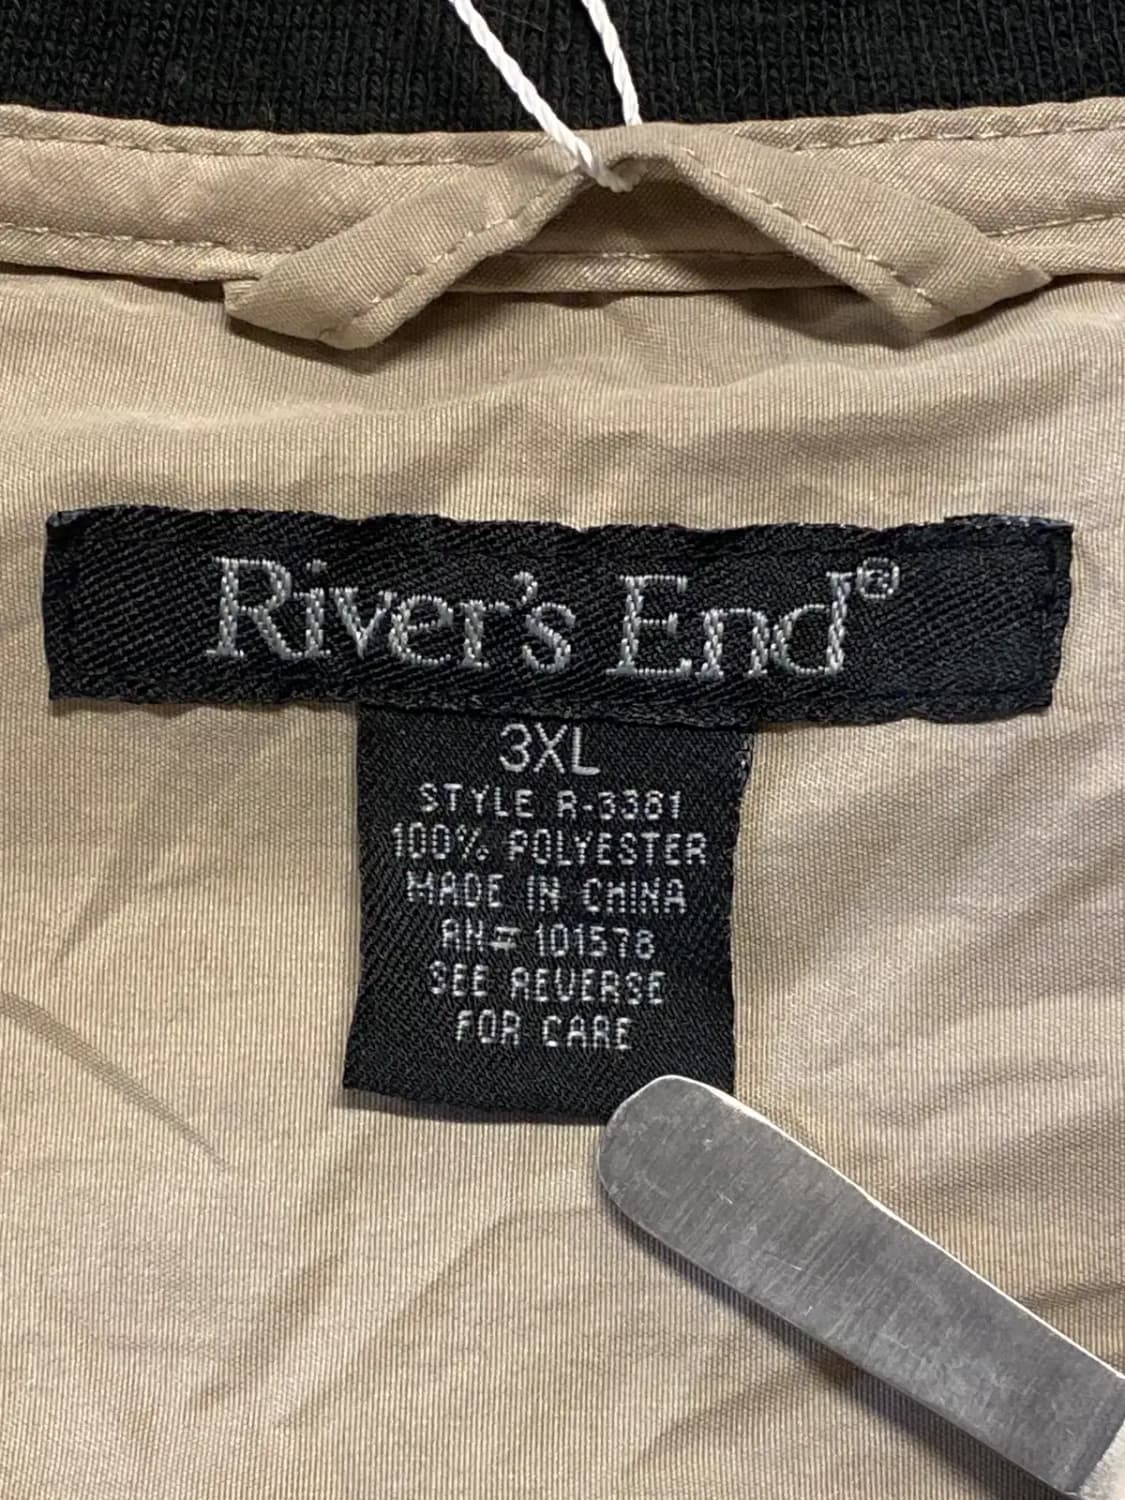 River's End®
3XL
STYLE R-3381
100% POLYESTER
MADE IN CHINA
RN= 101578
SEE REVERSE
FOR CARE